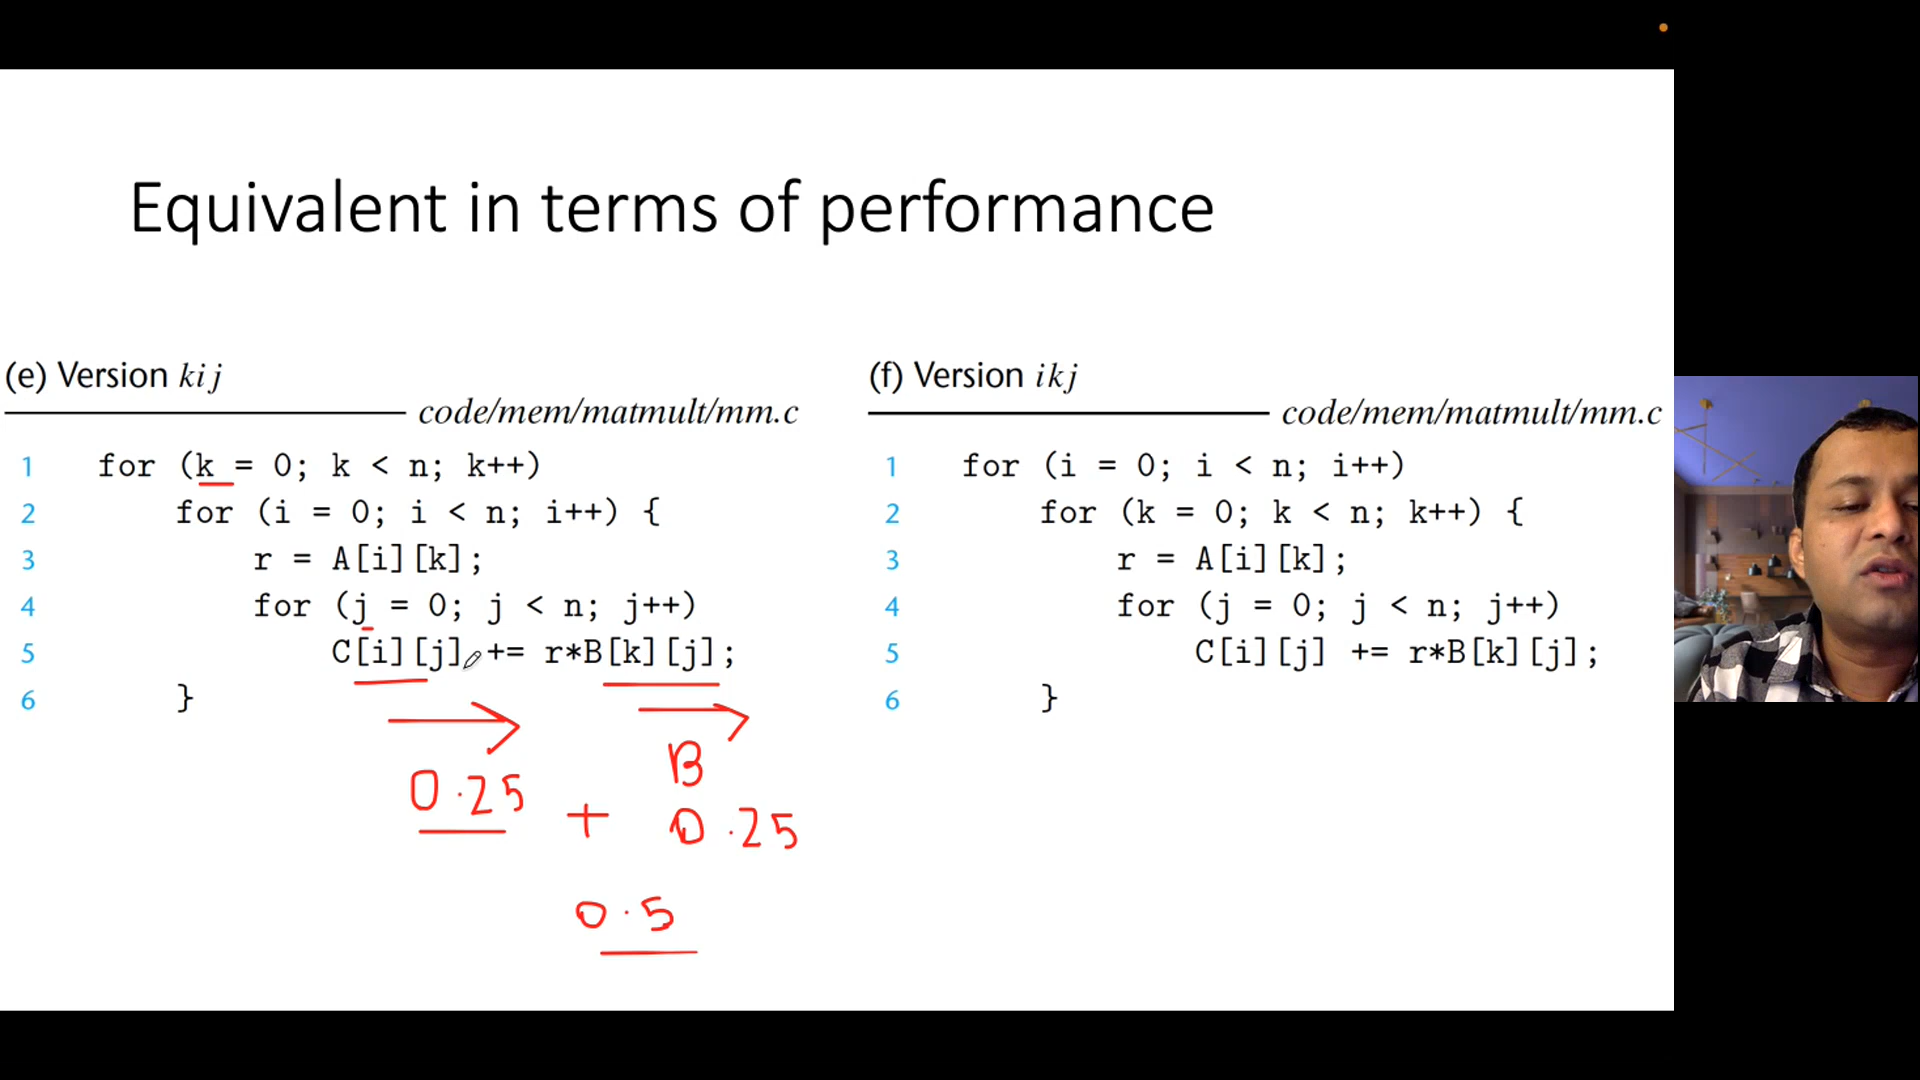 Equivalent in terms of performance
(e) Version kij
code/mem/matmult/mm.c
1 for (k = 0; k < n; k++)
2 for (i = 0; i < n; i++) {
3 r = A[i][k];
4 for (j = 0; j < n; j++)
5 C[i][j] += r*B[k][j];
6 }
B
0.25 + 0.25
0.5
(f) Version ikj
code/mem/matmult/mm.c
1 for (i = 0; i < n; i++)
2 for (k = 0; k < n; k++) {
3 r = A[i][k];
4 for (j = 0; j < n; j++)
5 C[i][j] += r*B[k][j];
6 }